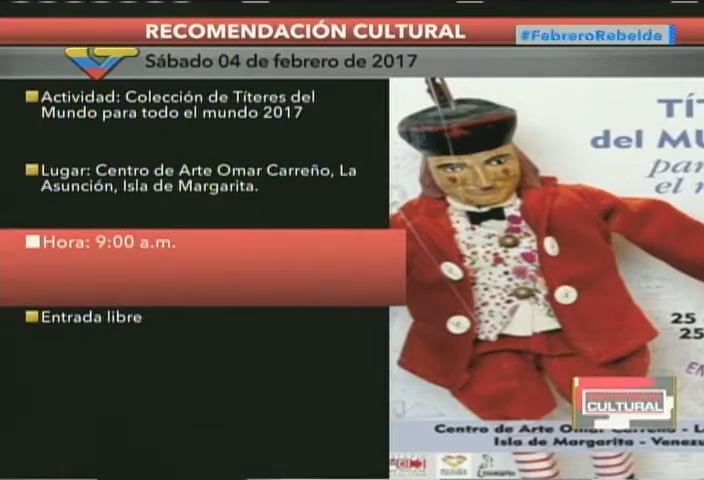 RECOMENDACIÓN CULTURAL
#FebreroRebelde
Sábado 04 de febrero de 2017
Actividad: Colección de Títeres del
Mundo para todo el mundo 2017
Lugar: Centro de Arte Omar Carreño, La
Asunción, Isla de Margarita.
Hora: 9:00 a.m.
Entrada libre
TÍT
del MU
par
el m
25
25
EN
CULTURAL
Centro de Arte Omar Carreño - L
Isla de Margarita - Venezu